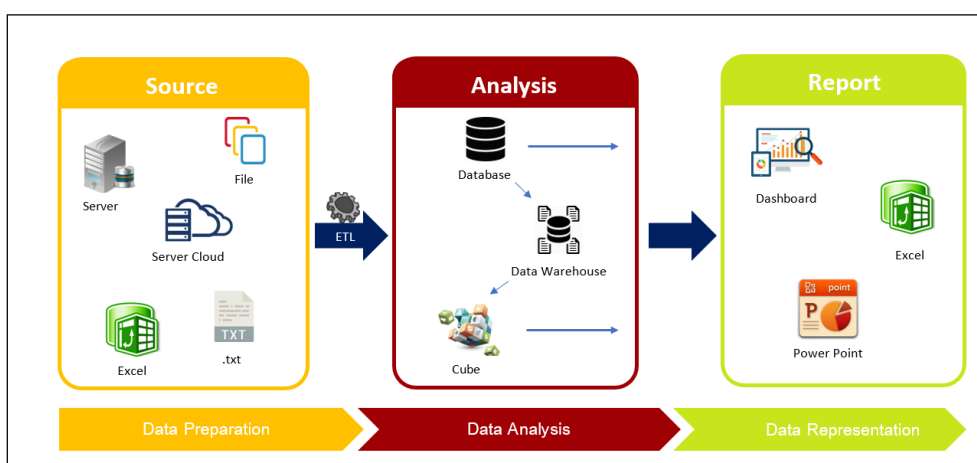 Source
Analysis
Report
File
Server
Server Cloud
Excel
TXT
.txt
ETL
Database
Data Warehouse
Cube
Dashboard
Excel
point
P
Power Point
Data Preparation
Data Analysis
Data Representation